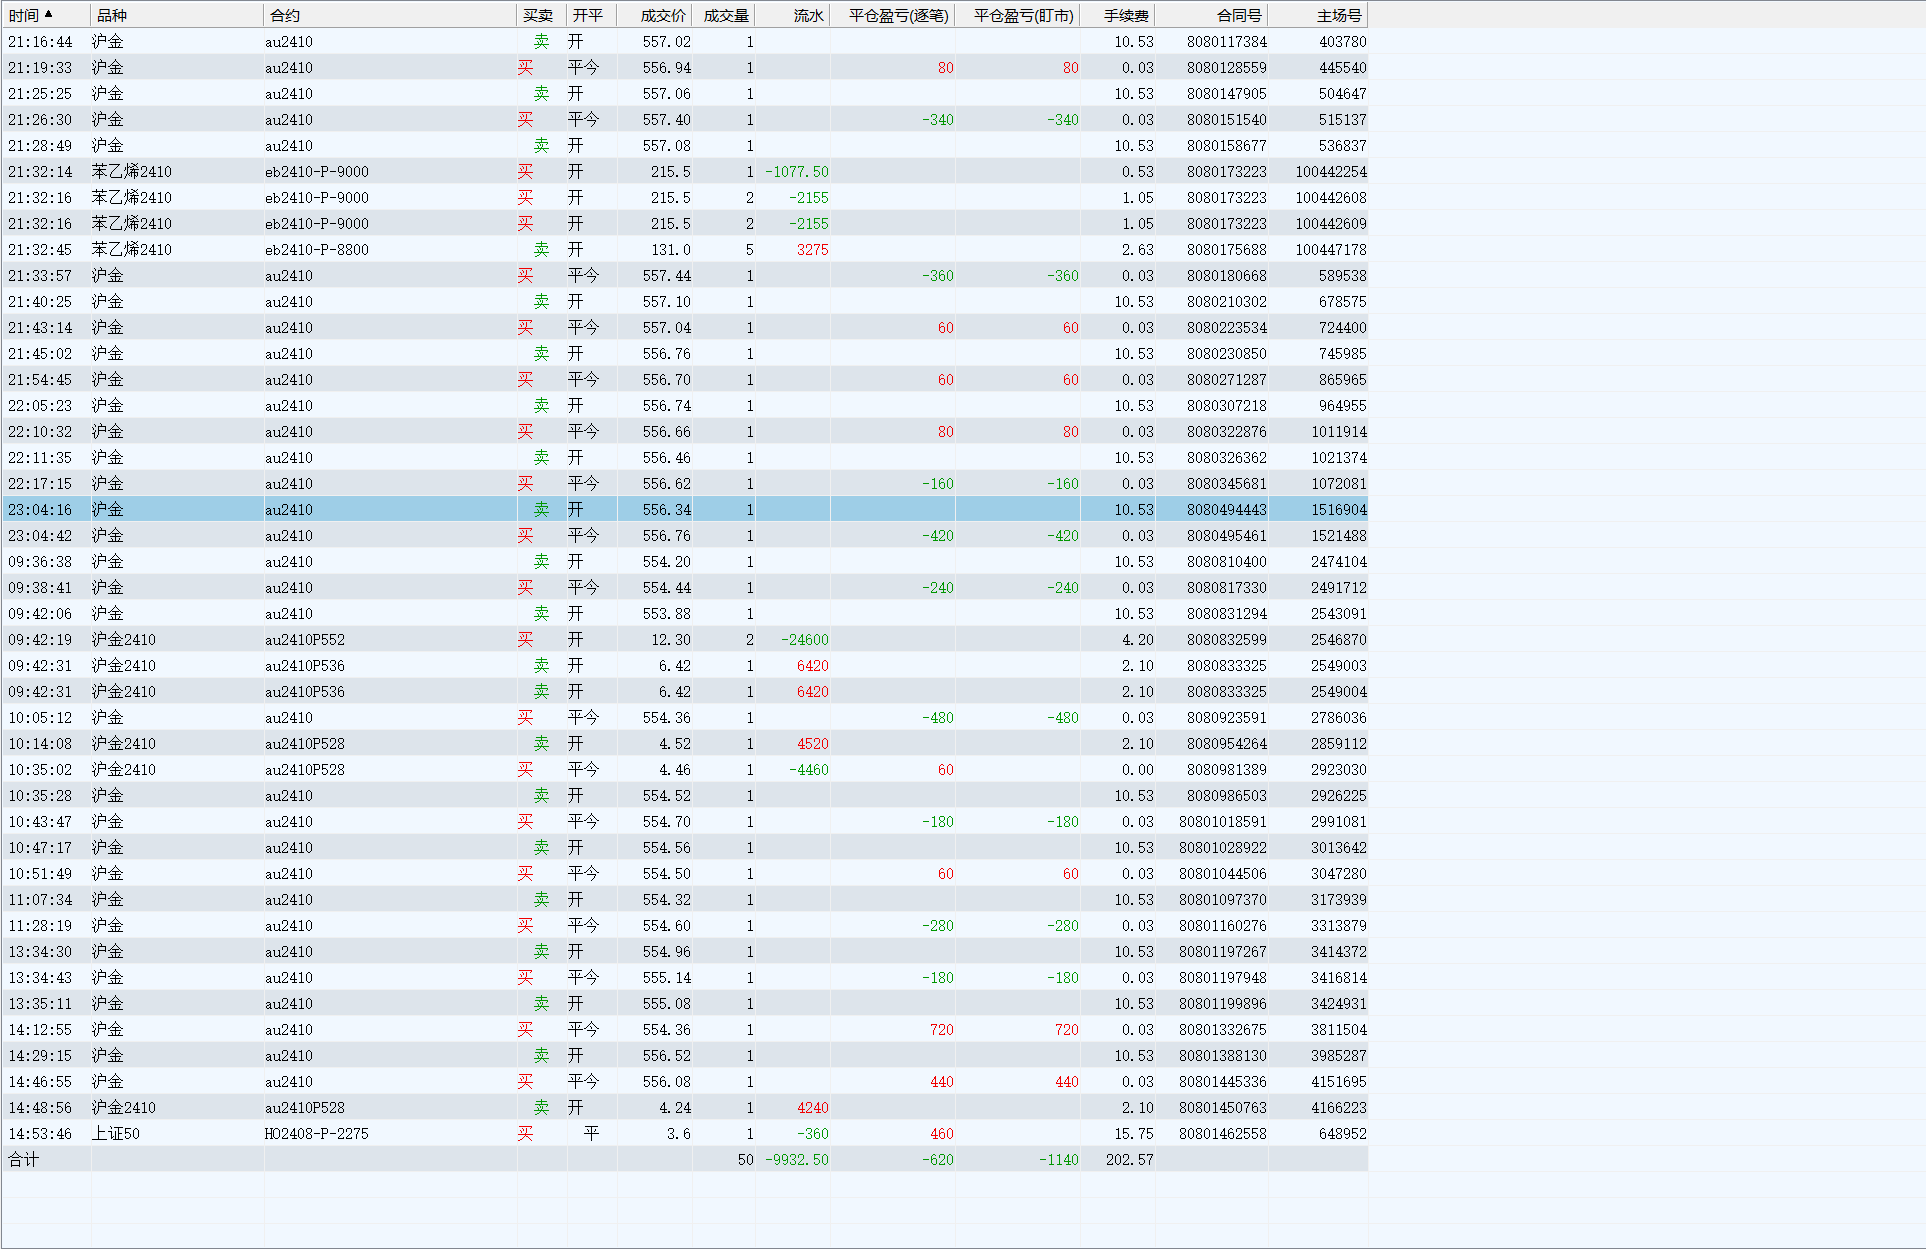 时间 品种 合约 买卖 开平 成交价 成交量 流水 平仓盈亏(逐笔) 平仓盈亏(盯市) 手续费 合同号 主场号
21:16:44 沪金 au2410 卖 开 557.02 1 10.53 8080117384 403780
21:19:33 沪金 au2410 买 平今 556.94 1 80 80 0.03 8080128559 445540
21:25:25 沪金 au2410 卖 开 557.06 1 10.53 8080147905 504647
21:26:30 沪金 au2410 买 平今 557.40 1 -340 -340 0.03 8080151540 515137
21:28:49 沪金 au2410 卖 开 557.08 1 10.53 8080158677 536837
21:32:14 苯乙烯2410 eb2410-P-9000 买 开 215.5 1 -1077.50 0.53 8080173223 100442254
21:32:16 苯乙烯2410 eb2410-P-9000 买 开 215.5 2 -2155 1.05 8080173223 100442608
21:32:16 苯乙烯2410 eb2410-P-9000 买 开 215.5 2 -2155 1.05 8080173223 100442609
21:32:45 苯乙烯2410 eb2410-P-8800 卖 开 131.0 5 3275 2.63 8080175688 100447178
21:33:57 沪金 au2410 买 平今 557.44 1 -360 -360 0.03 8080180668 589538
21:40:25 沪金 au2410 卖 开 557.10 1 10.53 8080210302 678575
21:43:14 沪金 au2410 买 平今 557.04 1 60 60 0.03 8080223534 724400
21:45:02 沪金 au2410 卖 开 556.76 1 10.53 8080230850 745985
21:54:45 沪金 au2410 买 平今 556.70 1 60 60 0.03 8080271287 865965
22:05:23 沪金 au2410 卖 开 556.74 1 10.53 8080307218 964955
22:10:32 沪金 au2410 买 平今 556.66 1 80 80 0.03 8080322876 1011914
22:11:35 沪金 au2410 卖 开 556.46 1 10.53 8080326362 1021374
22:17:15 沪金 au2410 买 平今 556.62 1 -160 -160 0.03 8080345681 1072081
23:04:16 沪金 au2410 卖 开 556.34 1 10.53 8080494443 1516904
23:04:42 沪金 au2410 买 平今 556.76 1 -420 -420 0.03 8080495461 1521488
09:36:38 沪金 au2410 卖 开 554.20 1 10.53 8080810400 2474104
09:38:41 沪金 au2410 买 平今 554.44 1 -240 -240 0.03 8080817330 2491712
09:42:06 沪金 au2410 卖 开 553.88 1 10.53 8080831294 2543091
09:42:19 沪金2410 au2410P552 买 开 12.30 2 -24600 4.20 8080832599 2546870
09:42:31 沪金2410 au2410P536 卖 开 6.42 1 6420 2.10 8080833325 2549003
09:42:31 沪金2410 au2410P536 卖 开 6.42 1 6420 2.10 8080833325 2549004
10:05:12 沪金 au2410 买 平今 554.36 1 -480 -480 0.03 8080923591 2786036
10:14:08 沪金2410 au2410P528 卖 开 4.52 1 4520 2.10 8080954264 2859112
10:35:02 沪金2410 au2410P528 买 平今 4.46 1 -4460 60 0.00 8080981389 2923030
10:35:28 沪金 au2410 卖 开 554.52 1 10.53 8080986503 2926225
10:43:47 沪金 au2410 买 平今 554.70 1 -180 -180 0.03 80801018591 2991081
10:47:17 沪金 au2410 卖 开 554.56 1 10.53 80801028922 3013642
10:51:49 沪金 au2410 买 平今 554.50 1 60 60 0.03 80801044506 3047280
11:07:34 沪金 au2410 卖 开 554.32 1 10.53 80801097370 3173939
11:28:19 沪金 au2410 买 平今 554.60 1 -280 -280 0.03 80801160276 3313879
13:34:30 沪金 au2410 卖 开 554.96 1 10.53 80801197267 3414372
13:34:43 沪金 au2410 买 平今 555.14 1 -180 -180 0.03 80801197948 3416814
13:35:11 沪金 au2410 卖 开 555.08 1 10.53 80801199896 3424931
14:12:55 沪金 au2410 买 平今 554.36 1 720 720 0.03 80801332675 3811504
14:29:15 沪金 au2410 卖 开 556.52 1 10.53 80801388130 3985287
14:46:55 沪金 au2410 买 平今 556.08 1 440 440 0.03 80801445336 4151695
14:48:56 沪金2410 au2410P528 卖 开 4.24 1 4240 2.10 80801450763 4166223
14:53:46 上证50 HO2408-P-2275 买 平 3.6 1 -360 460 15.75 80801462558 648952
合计 50 -9932.50 -620 -1140 202.57